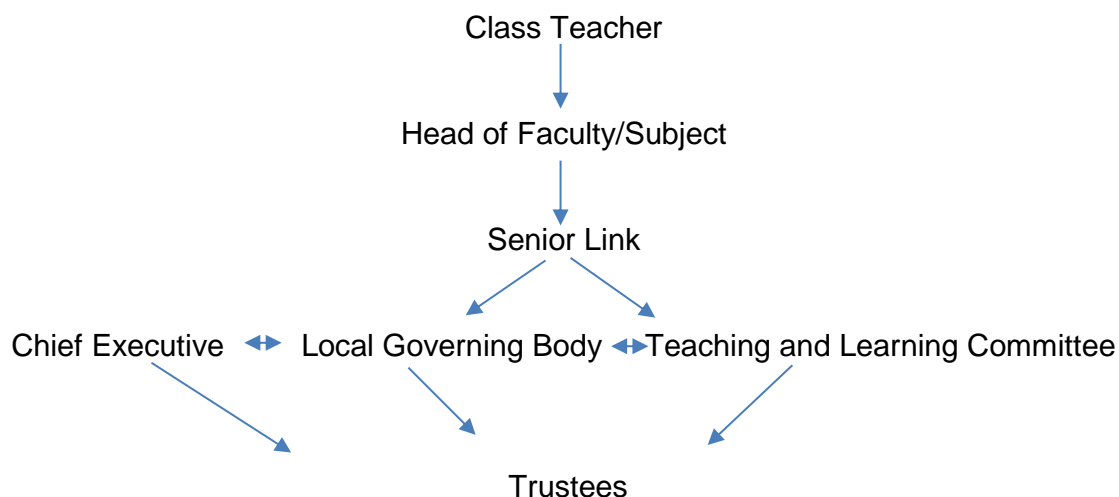 Class Teacher
Head of Faculty/Subject
Senior Link
Chief Executive Local Governing Body Teaching and Learning Committee
Trustees